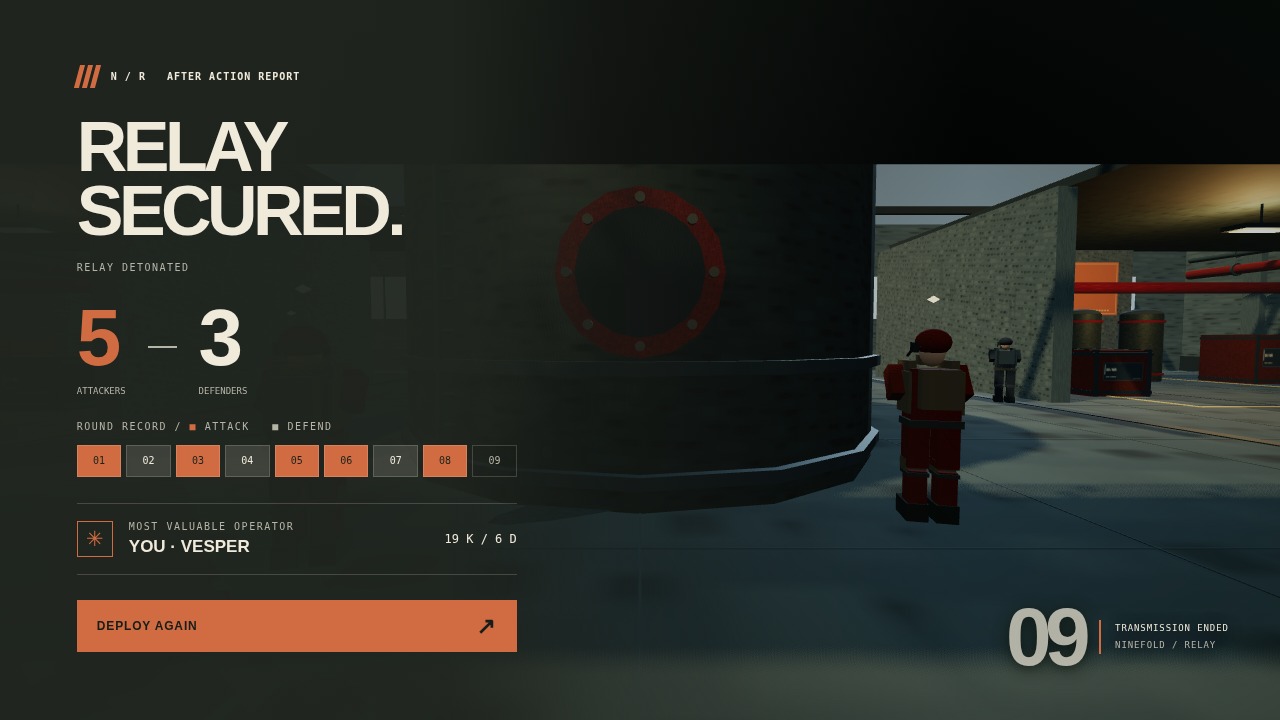 N / R AFTER ACTION REPORT
RELAY
SECURED.
RELAY DETONATED
5 — 3
ATTACKERS DEFENDERS
ROUND RECORD / ■ ATTACK ■ DEFEND
01 02 03 04 05 06 07 08 09
MOST VALUABLE OPERATOR
YOU · VESPER
19 K / 6 D
DEPLOY AGAIN ↗
09
TRANSMISSION ENDED
NINEFOLD / RELAY